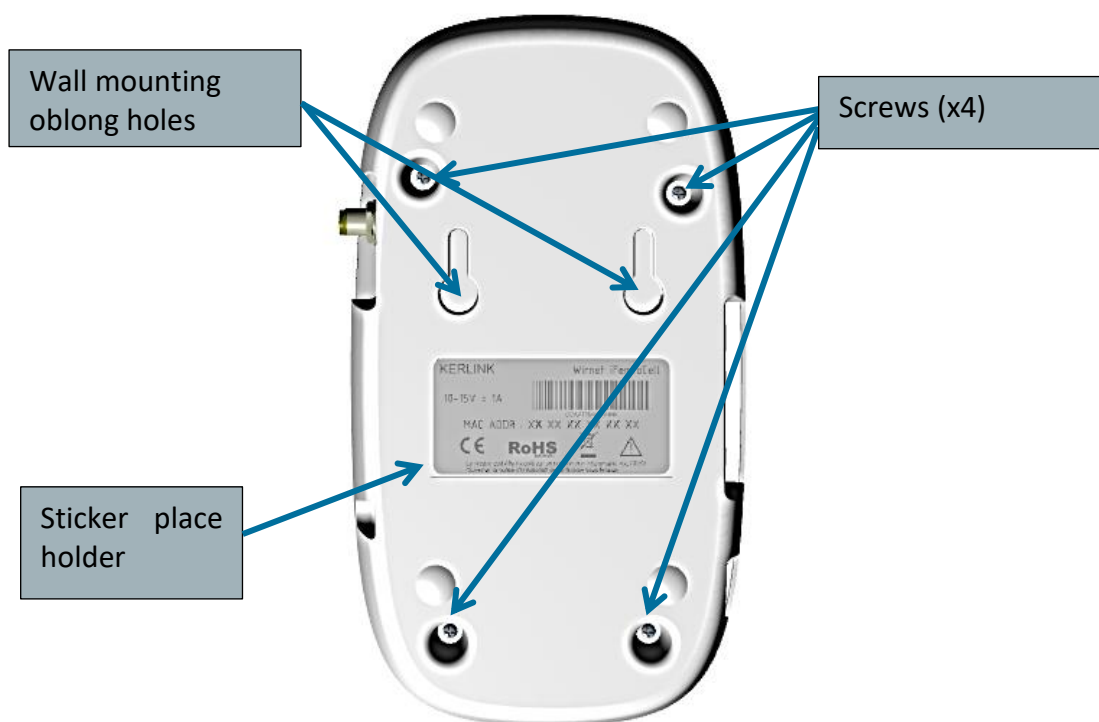 Wall mounting
oblong holes
Screws (x4)
KERLINK Wirnet iFemtoCell
10-15V = 1A
MAC ADDR : XX XX XX XX XX XX
CE RoHS
Sticker place
holder